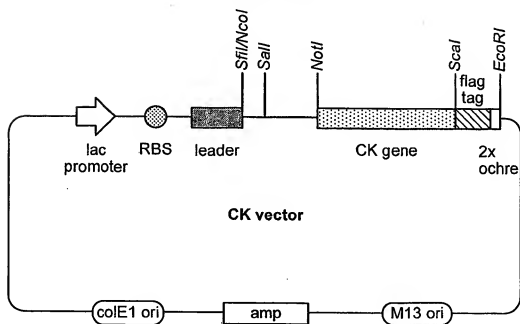 SfiI/NcoI
SalI
NotI
ScaI
EcoRI
flag
tag
lac
promoter
RBS
leader
CK gene
2x
ochre
CK vector
colE1 ori
amp
M13 ori